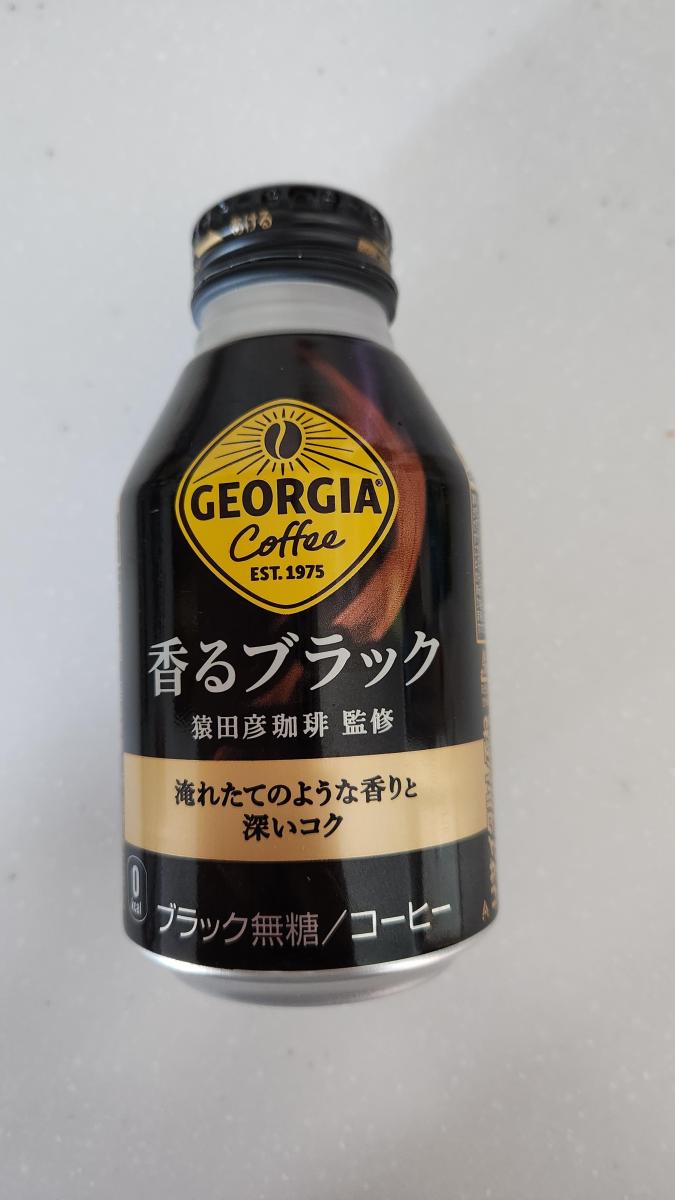 あける
GEORGIA®
Coffee
EST. 1975
香るブラック
猿田彦珈琲 監修
淹れたてのような香りと
深いコク
0
kcal
ブラック無糖/コーヒー